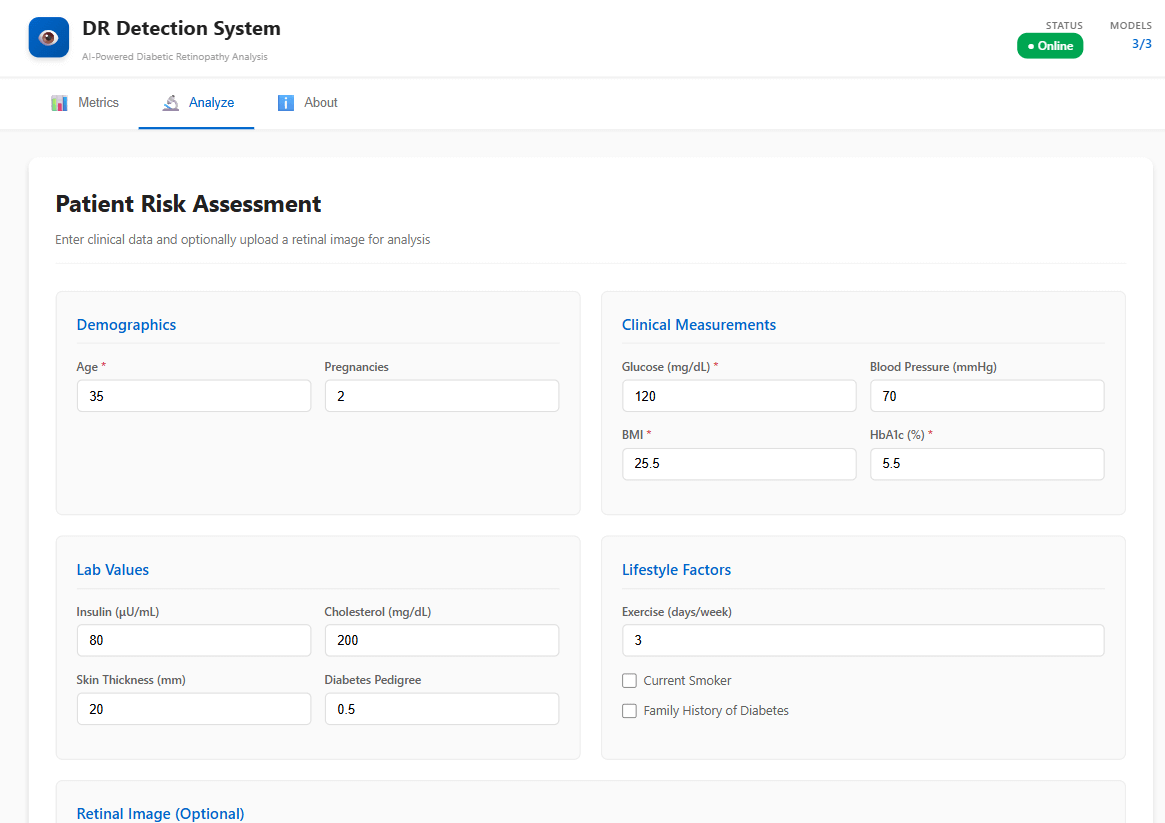 DR Detection System
AI-Powered Diabetic Retinopathy Analysis
STATUS
● Online
MODELS
3/3
Metrics
Analyze
About
Patient Risk Assessment
Enter clinical data and optionally upload a retinal image for analysis
Demographics
Age *
35
Pregnancies
2
Clinical Measurements
Glucose (mg/dL) *
120
Blood Pressure (mmHg)
70
BMI *
25.5
HbA1c (%) *
5.5
Lab Values
Insulin (μU/mL)
80
Cholesterol (mg/dL)
200
Skin Thickness (mm)
20
Diabetes Pedigree
0.5
Lifestyle Factors
Exercise (days/week)
3
Current Smoker
Family History of Diabetes
Retinal Image (Optional)